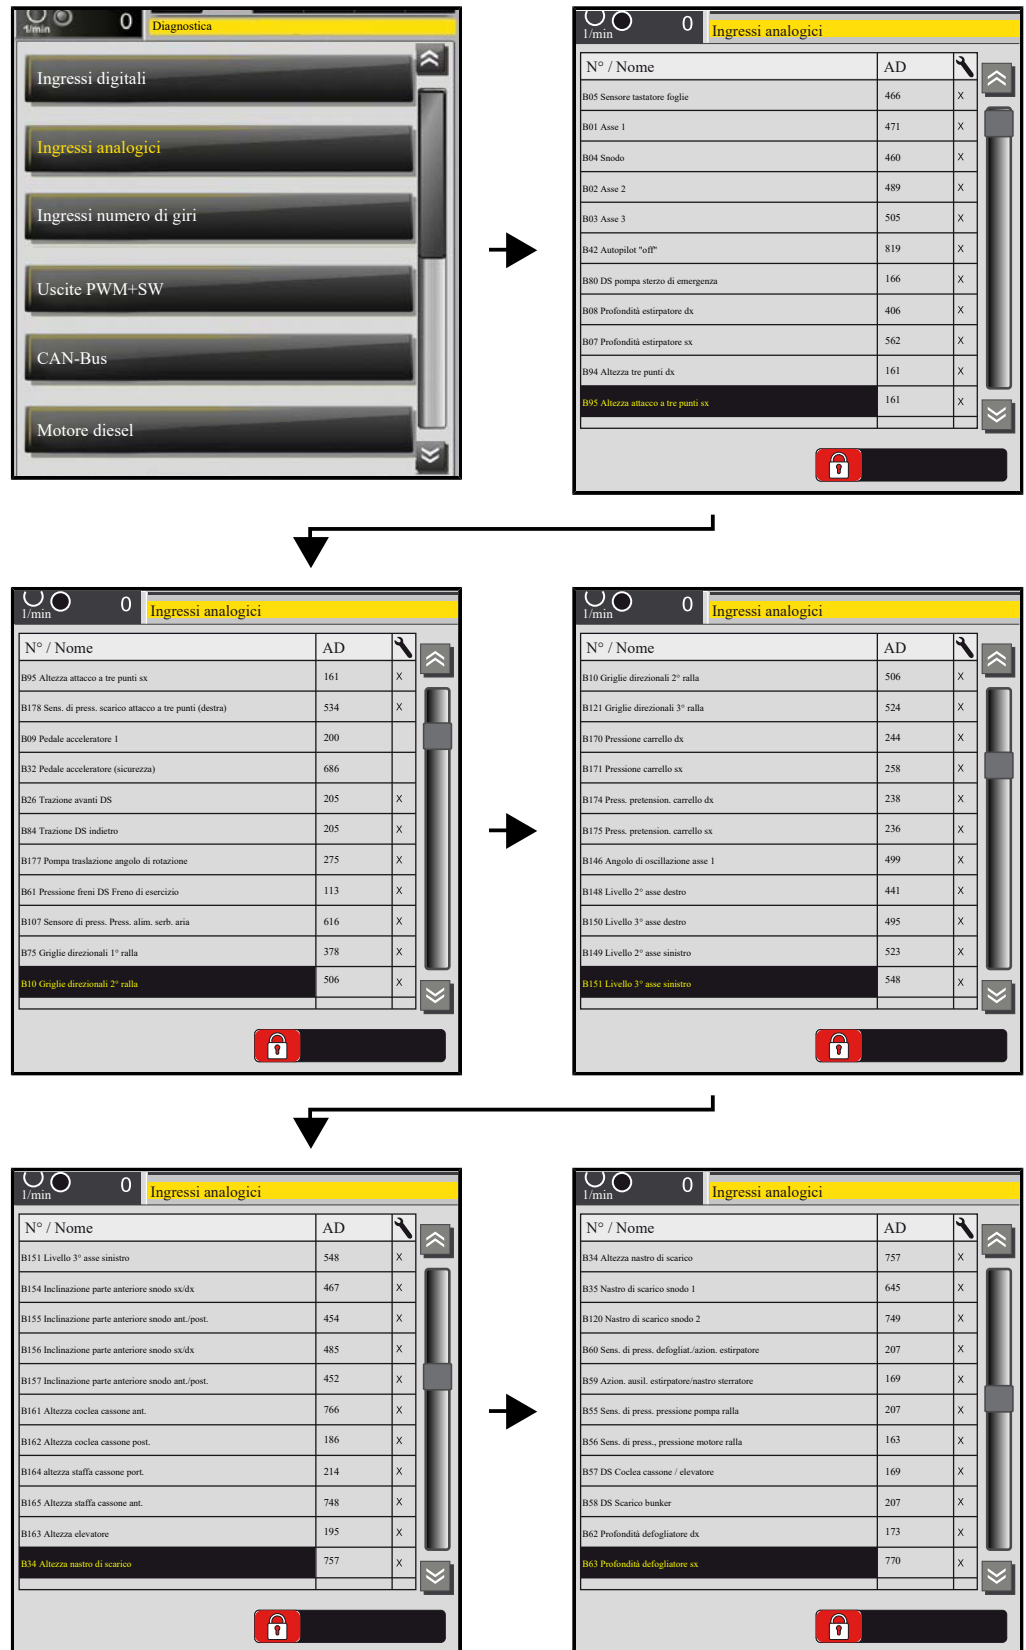 1/min 0 Diagnostica
Ingressi digitali
Ingressi analogici
Ingressi numero di giri
Uscite PWM+SW
CAN-Bus
Motore diesel
1/min 0 Ingressi analogici
N° / Nome AD
B05 Sensore tastatore foglie 466 X
B01 Asse 1 471 X
B04 Snodo 460 X
B02 Asse 2 489 X
B03 Asse 3 505 X
B42 Autopilot "off" 819 X
B80 DS pompa sterzo di emergenza 166 X
B08 Profondità estirpatore dx 406 X
B07 Profondità estirpatore sx 562 X
B94 Altezza tre punti dx 161 X
B95 Altezza attacco a tre punti sx 161 X
1/min 0 Ingressi analogici
N° / Nome AD
B95 Altezza attacco a tre punti sx 161 X
B178 Sens. di press. scarico attacco a tre punti (destra) 534 X
B09 Pedale acceleratore 1 200
B32 Pedale acceleratore (sicurezza) 686
B26 Trazione avanti DS 205 X
B84 Trazione DS indietro 205 X
B177 Pompa traslazione angolo di rotazione 275 X
B61 Pressione freni DS Freno di esercizio 113 X
B107 Sensore di press. Press. alim. serb. aria 616 X
B75 Griglie direzionali 1° ralla 378 X
B10 Griglie direzionali 2° ralla 506 X
1/min 0 Ingressi analogici
N° / Nome AD
B10 Griglie direzionali 2° ralla 506 X
B121 Griglie direzionali 3° ralla 524 X
B170 Pressione carrello dx 244 X
B171 Pressione carrello sx 258 X
B174 Press. pretension. carrello dx 238 X
B175 Press. pretension. carrello sx 236 X
B146 Angolo di oscillazione asse 1 499 X
B148 Livello 2° asse destro 441 X
B150 Livello 3° asse destro 495 X
B149 Livello 2° asse sinistro 523 X
B151 Livello 3° asse sinistro 548 X
1/min 0 Ingressi analogici
N° / Nome AD
B151 Livello 3° asse sinistro 548 X
B154 Inclinazione parte anteriore snodo sx/dx 467 X
B155 Inclinazione parte anteriore snodo ant./post. 454 X
B156 Inclinazione parte anteriore snodo sx/dx 485 X
B157 Inclinazione parte anteriore snodo ant./post. 452 X
B161 Altezza coclea cassone ant. 766 X
B162 Altezza coclea cassone post. 186 X
B164 altezza staffa cassone port. 214 X
B165 Altezza staffa cassone ant. 748 X
B163 Altezza elevatore 195 X
B34 Altezza nastro di scarico 757 X
1/min 0 Ingressi analogici
N° / Nome AD
B34 Altezza nastro di scarico 757 X
B35 Nastro di scarico snodo 1 645 X
B120 Nastro di scarico snodo 2 749 X
B60 Sens. di press. defogliat./azion. estirpatore 207 X
B59 Azion. ausil. estirpatore/nastro sterratore 169 X
B55 Sens. di press. pressione pompa ralla 207 X
B56 Sens. di press., pressione motore ralla 163 X
B57 DS Coclea cassone / elevatore 169 X
B58 DS Scarico bunker 207 X
B62 Profondità defogliatore dx 173 X
B63 Profondità defogliatore sx 770 X